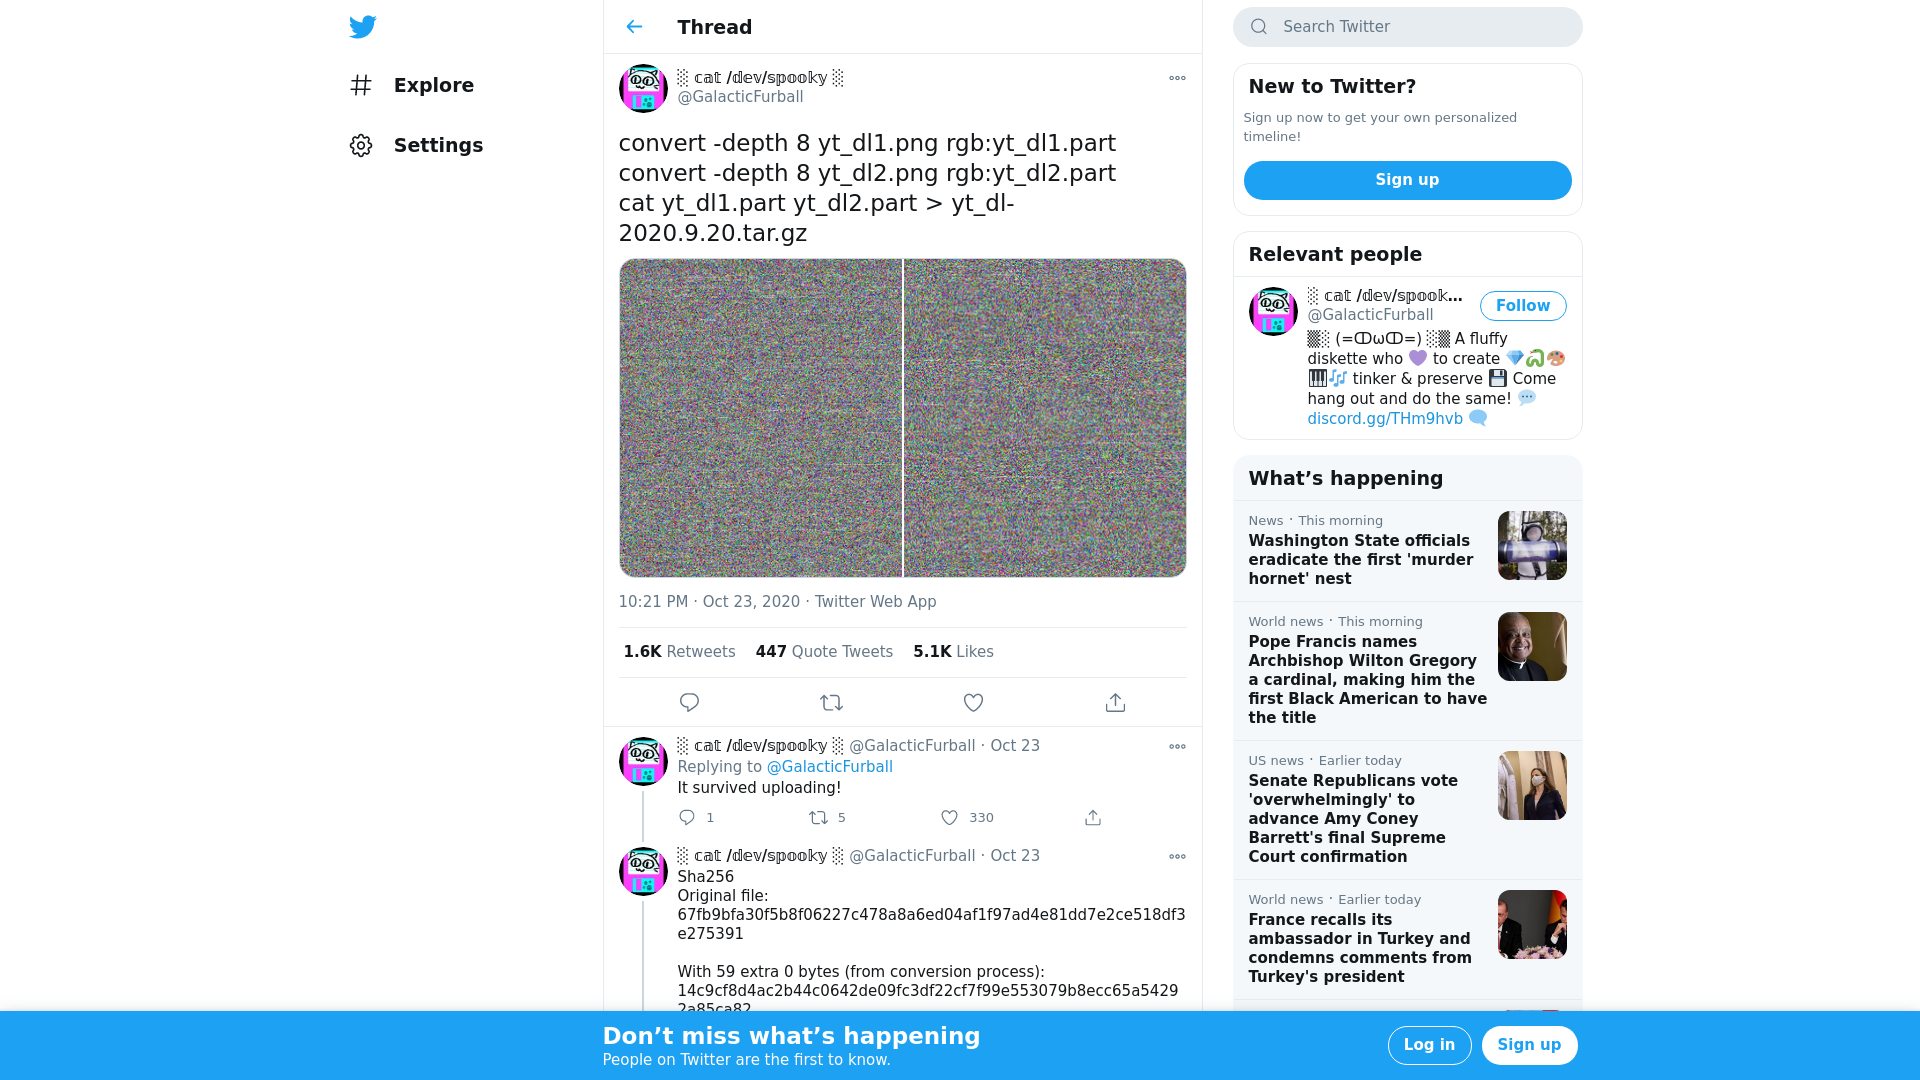 Explore
Settings
Thread
░ 𝕔𝕒𝕥 /𝕕𝕖𝕧/𝕤𝕡𝕠𝕠𝕜𝕪 ░
@GalacticFurball
convert -depth 8 yt_dl1.png rgb:yt_dl1.part
convert -depth 8 yt_dl2.png rgb:yt_dl2.part
cat yt_dl1.part yt_dl2.part > yt_dl-
2020.9.20.tar.gz
10:21 PM · Oct 23, 2020 · Twitter Web App
1.6K Retweets 447 Quote Tweets 5.1K Likes
░ 𝕔𝕒𝕥 /𝕕𝕖𝕧/𝕤𝕡𝕠𝕠𝕜𝕪 ░ @GalacticFurball · Oct 23
Replying to @GalacticFurball
It survived uploading!
1 5 330
░ 𝕔𝕒𝕥 /𝕕𝕖𝕧/𝕤𝕡𝕠𝕠𝕜𝕪 ░ @GalacticFurball · Oct 23
Sha256
Original file:
67fb9bfa30f5b8f06227c478a8a6ed04af1f97ad4e81dd7e2ce518df3
e275391
With 59 extra 0 bytes (from conversion process):
14c9cf8d4ac2b44c0642de09fc3df22cf7f99e553079b8ecc65a5429
2a85ca82
Search Twitter
New to Twitter?
Sign up now to get your own personalized
timeline!
Sign up
Relevant people
░ 𝕔𝕒𝕥 /𝕕𝕖𝕧/𝕤𝕡𝕠𝕠𝕜…
@GalacticFurball
Follow
▓░ (=ↀωↀ=) ░▓ A fluffy
diskette who 💜 to create 💎🐉🎨
🎹🎶 tinker & preserve 💾 Come
hang out and do the same! 💬
discord.gg/THm9hvb 🗨
What’s happening
News · This morning
Washington State officials
eradicate the first 'murder
hornet' nest
World news · This morning
Pope Francis names
Archbishop Wilton Gregory
a cardinal, making him the
first Black American to have
the title
US news · Earlier today
Senate Republicans vote
'overwhelmingly' to
advance Amy Coney
Barrett's final Supreme
Court confirmation
World news · Earlier today
France recalls its
ambassador in Turkey and
condemns comments from
Turkey's president
Don’t miss what’s happening
People on Twitter are the first to know.
Log in
Sign up